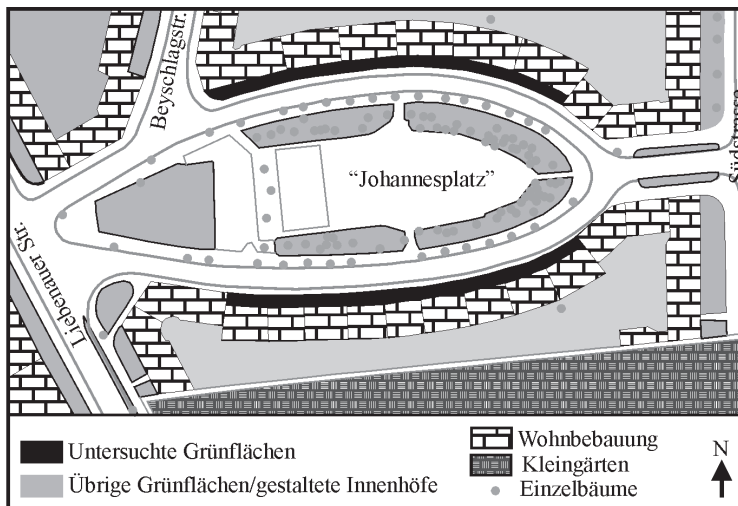 Beyschlagstr.
"Johannesplatz"
Südstrasse
Liebenauer Str.
Untersuchte Grünflächen
Übrige Grünflächen/gestaltete Innenhöfe
Wohnbebauung
Kleingärten
Einzelbäume
N